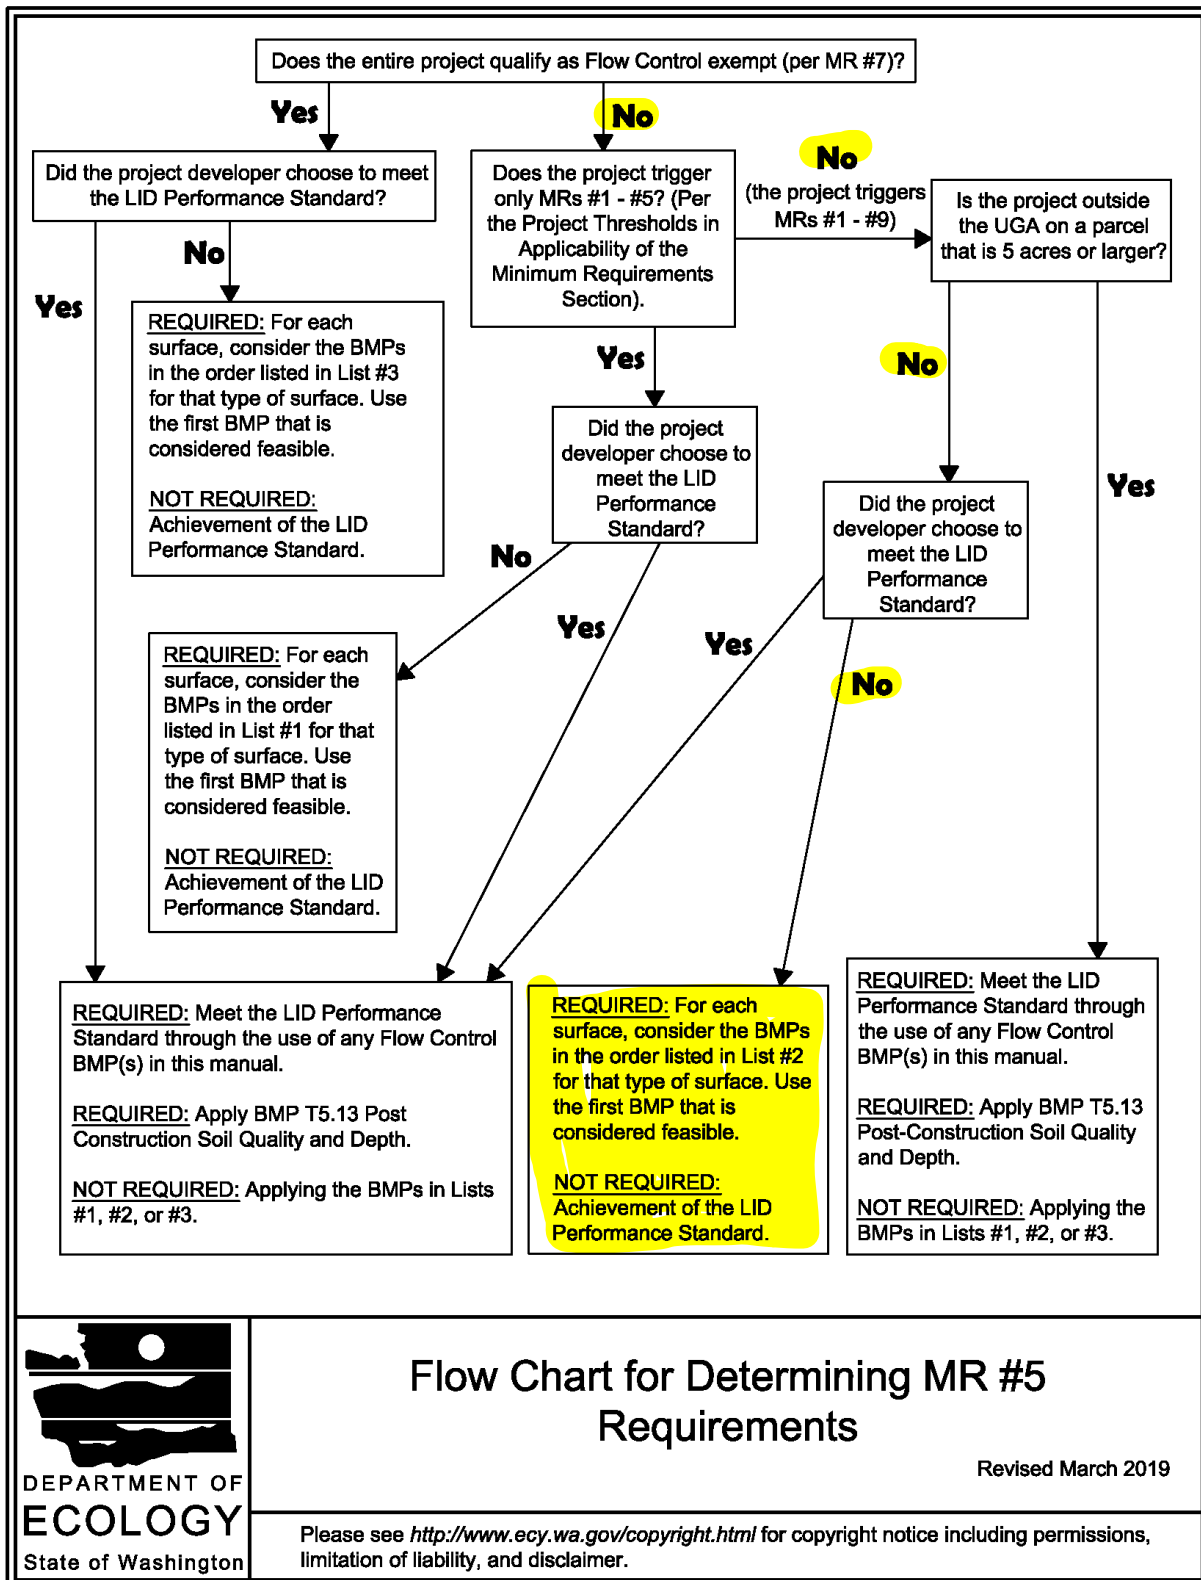 Does the entire project qualify as Flow Control exempt (per MR #7)?
Yes
No
Did the project developer choose to meet
the LID Performance Standard?
Does the project trigger
only MRs #1 - #5? (Per
the Project Thresholds in
Applicability of the
Minimum Requirements
Section).
No
(the project triggers
MRs #1 - #9)
Is the project outside
the UGA on a parcel
that is 5 acres or larger?
No
Yes
REQUIRED: For each
surface, consider the BMPs
in the order listed in List #3
for that type of surface. Use
the first BMP that is
considered feasible.
NOT REQUIRED:
Achievement of the LID
Performance Standard.
Yes
No
Yes
Did the project
developer choose to
meet the LID
Performance
Standard?
Did the project
developer choose to
meet the LID
Performance
Standard?
No
Yes
Yes
No
REQUIRED: For each
surface, consider the
BMPs in the order
listed in List #1 for that
type of surface. Use
the first BMP that is
considered feasible.
NOT REQUIRED:
Achievement of the LID
Performance Standard.
REQUIRED: Meet the LID Performance
Standard through the use of any Flow Control
BMP(s) in this manual.
REQUIRED: Apply BMP T5.13 Post
Construction Soil Quality and Depth.
NOT REQUIRED: Applying the BMPs in Lists
#1, #2, or #3.
REQUIRED: For each
surface, consider the BMPs
in the order listed in List #2
for that type of surface. Use
the first BMP that is
considered feasible.
NOT REQUIRED:
Achievement of the LID
Performance Standard.
REQUIRED: Meet the LID
Performance Standard through
the use of any Flow Control
BMP(s) in this manual.
REQUIRED: Apply BMP T5.13
Post-Construction Soil Quality
and Depth.
NOT REQUIRED: Applying the
BMPs in Lists #1, #2, or #3.
DEPARTMENT OF
ECOLOGY
State of Washington
Flow Chart for Determining MR #5
Requirements
Revised March 2019
Please see http://www.ecy.wa.gov/copyright.html for copyright notice including permissions,
limitation of liability, and disclaimer.